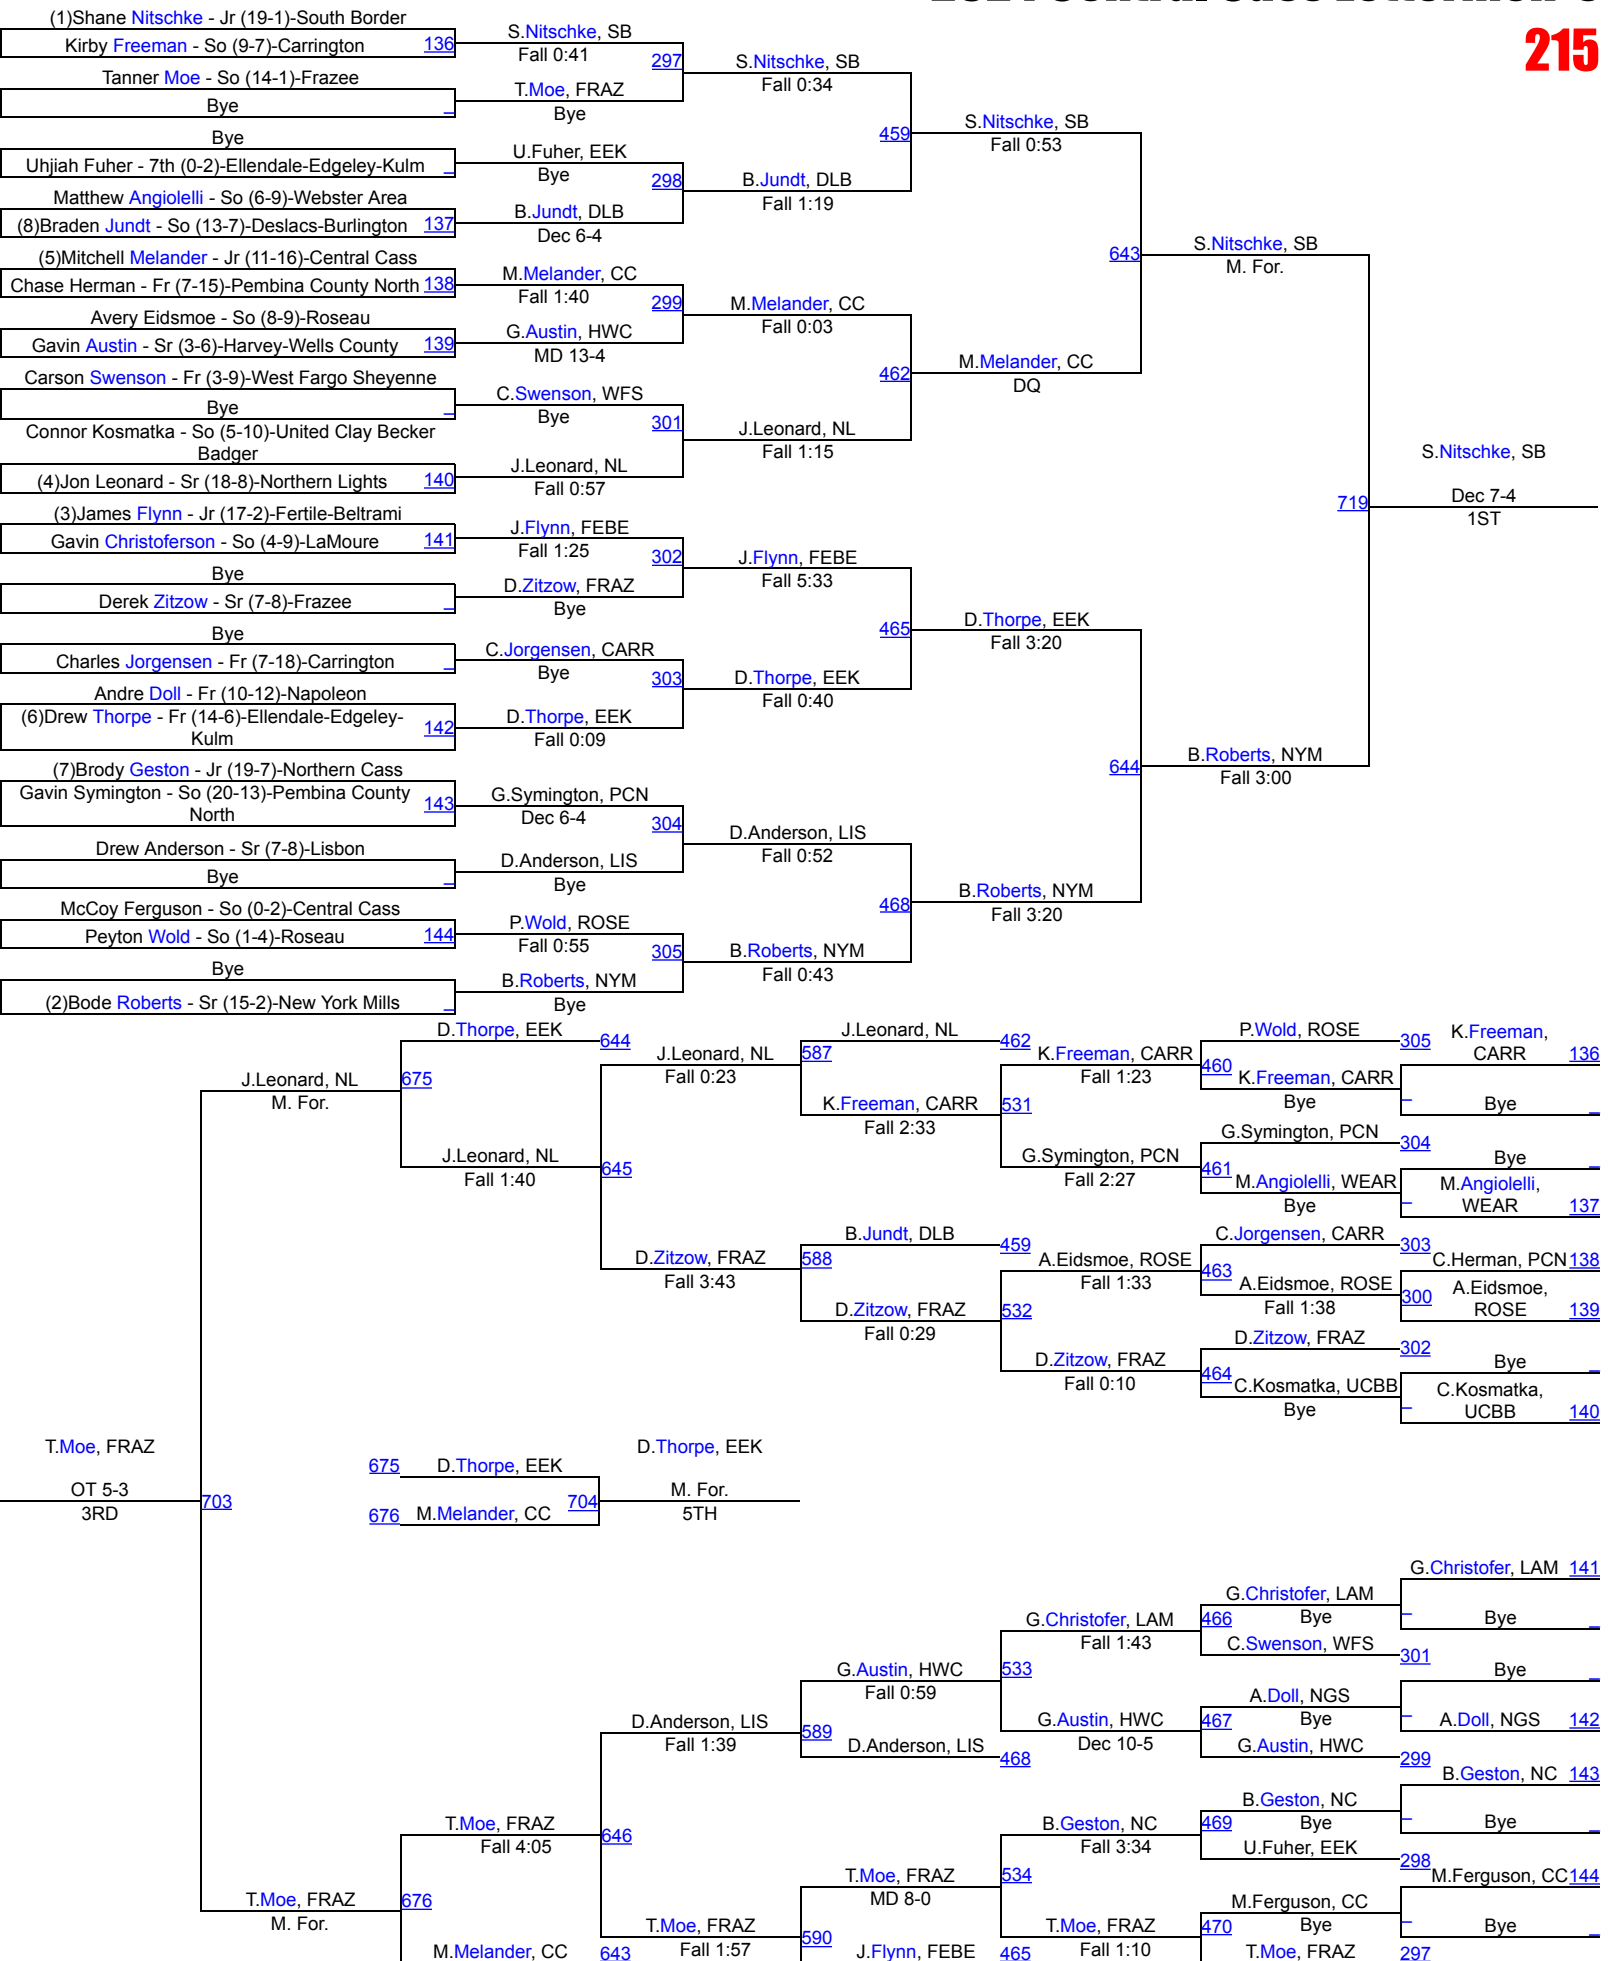 215
(1)Shane Nitschke - Jr (19-1)-South Border
Kirby Freeman - So (9-7)-Carrington 136
Tanner Moe - So (14-1)-Frazee
Bye
Bye
Uhjiah Fuher - 7th (0-2)-Ellendale-Edgeley-Kulm
Matthew Angiolelli - So (6-9)-Webster Area
(8)Braden Jundt - So (13-7)-Deslacs-Burlington 137
(5)Mitchell Melander - Jr (11-16)-Central Cass
Chase Herman - Fr (7-15)-Pembina County North 138
Avery Eidsmoe - So (8-9)-Roseau
Gavin Austin - Sr (3-6)-Harvey-Wells County 139
Carson Swenson - Fr (3-9)-West Fargo Sheyenne
Bye
Connor Kosmatka - So (5-10)-United Clay Becker
Badger
(4)Jon Leonard - Sr (18-8)-Northern Lights 140
(3)James Flynn - Jr (17-2)-Fertile-Beltrami
Gavin Christoferson - So (4-9)-LaMoure 141
Bye
Derek Zitzow - Sr (7-8)-Frazee
Bye
Charles Jorgensen - Fr (7-18)-Carrington
Andre Doll - Fr (10-12)-Napoleon
(6)Drew Thorpe - Fr (14-6)-Ellendale-Edgeley-
Kulm 142
(7)Brody Geston - Jr (19-7)-Northern Cass
Gavin Symington - So (20-13)-Pembina County
North 143
Drew Anderson - Sr (7-8)-Lisbon
Bye
McCoy Ferguson - So (0-2)-Central Cass
Peyton Wold - So (1-4)-Roseau 144
Bye
(2)Bode Roberts - Sr (15-2)-New York Mills
S.Nitschke, SB
Fall 0:41
297
T.Moe, FRAZ
Bye
U.Fuher, EEK
Bye
298
B.Jundt, DLB
Dec 6-4
M.Melander, CC
Fall 1:40
299
G.Austin, HWC
MD 13-4
C.Swenson, WFS
Bye
301
J.Leonard, NL
Fall 0:57
J.Flynn, FEBE
Fall 1:25
302
D.Zitzow, FRAZ
Bye
C.Jorgensen, CARR
Bye
303
D.Thorpe, EEK
Fall 0:09
G.Symington, PCN
Dec 6-4
304
D.Anderson, LIS
Bye
P.Wold, ROSE
Fall 0:55
305
B.Roberts, NYM
Bye
S.Nitschke, SB
Fall 0:34
459
B.Jundt, DLB
Fall 1:19
M.Melander, CC
Fall 0:03
462
J.Leonard, NL
Fall 1:15
J.Flynn, FEBE
Fall 5:33
465
D.Thorpe, EEK
Fall 0:40
D.Anderson, LIS
Fall 0:52
468
B.Roberts, NYM
Fall 0:43
S.Nitschke, SB
Fall 0:53
643
M.Melander, CC
DQ
D.Thorpe, EEK
Fall 3:20
644
B.Roberts, NYM
Fall 3:20
S.Nitschke, SB
M. For.
719
B.Roberts, NYM
Fall 3:00
S.Nitschke, SB
Dec 7-4
1ST
D.Thorpe, EEK 644
J.Leonard, NL
M. For.
675
J.Leonard, NL
Fall 1:40
645
J.Leonard, NL
Fall 0:23
587
D.Zitzow, FRAZ
Fall 3:43
588
J.Leonard, NL 462
K.Freeman, CARR
Fall 2:33
531
B.Jundt, DLB 459
D.Zitzow, FRAZ
Fall 0:29
532
K.Freeman, CARR
Fall 1:23
460
G.Symington, PCN
Fall 2:27
461
A.Eidsmoe, ROSE
Fall 1:33
463
D.Zitzow, FRAZ
Fall 0:10
464
P.Wold, ROSE 305
K.Freeman, CARR
Bye
G.Symington, PCN 304
M.Angiolelli, WEAR
Bye
C.Jorgensen, CARR 303
A.Eidsmoe, ROSE
Fall 1:38
300
D.Zitzow, FRAZ 302
C.Kosmatka, UCBB
Bye
K.Freeman,
CARR 136
Bye
Bye
M.Angiolelli,
WEAR 137
C.Herman, PCN 138
A.Eidsmoe,
ROSE 139
Bye
C.Kosmatka,
UCBB 140
T.Moe, FRAZ
OT 5-3
3RD
703
675 D.Thorpe, EEK
676 M.Melander, CC
704
D.Thorpe, EEK
M. For.
5TH
T.Moe, FRAZ
M. For.
676
T.Moe, FRAZ
Fall 4:05
646
M.Melander, CC 643
D.Anderson, LIS
Fall 1:39
589
T.Moe, FRAZ
Fall 1:57
590
G.Austin, HWC
Fall 0:59
533
D.Anderson, LIS 468
T.Moe, FRAZ
MD 8-0
534
J.Flynn, FEBE 465
G.Christofer, LAM
Fall 1:43
466
G.Austin, HWC
Dec 10-5
467
B.Geston, NC
Fall 3:34
469
T.Moe, FRAZ
Fall 1:10
470
G.Christofer, LAM
Bye
C.Swenson, WFS 301
A.Doll, NGS
Bye
G.Austin, HWC 299
B.Geston, NC
Bye
U.Fuher, EEK 298
M.Ferguson, CC
Bye
T.Moe, FRAZ 297
G.Christofer, LAM 141
Bye
Bye
A.Doll, NGS 142
B.Geston, NC 143
Bye
M.Ferguson, CC 144
Bye